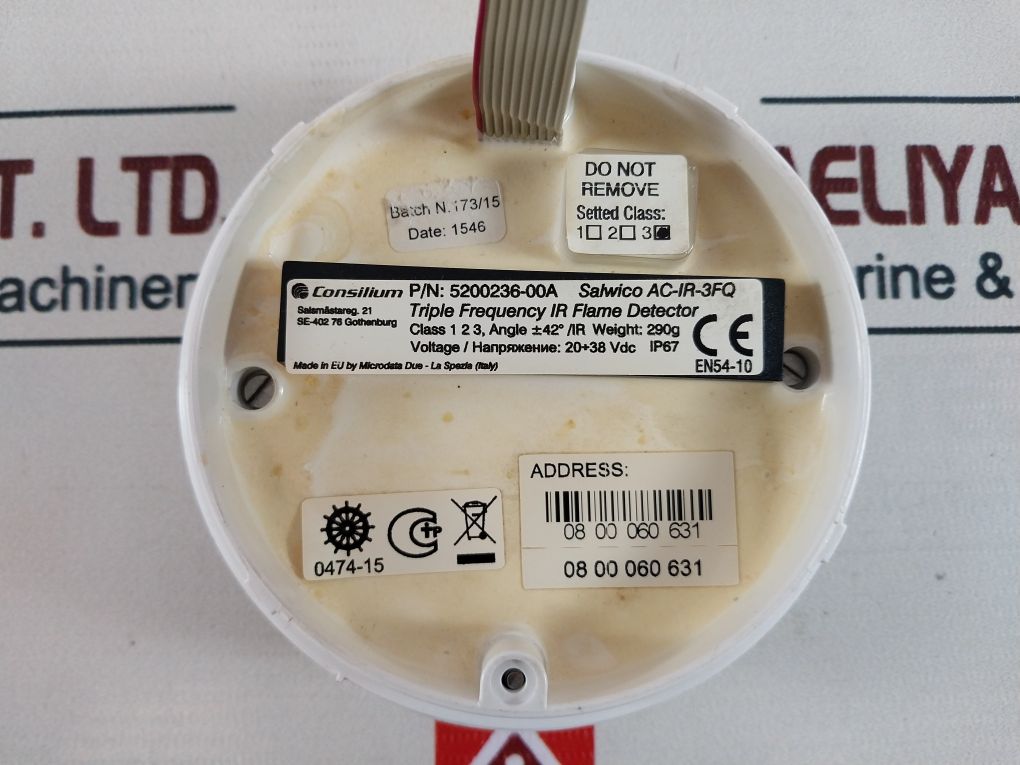 T. LTD
achiner
AELIYA
rine &
Batch N.173/15
Date: 1546
DO NOT
REMOVE
Setted Class:
1☐ 2☐ 3☑
Consilium P/N: 5200236-00A Salwico AC-IR-3FQ
Salsmästareg. 21 Triple Frequency IR Flame Detector
SE-402 76 Gothenburg Class 1 2 3, Angle ±42° /IR Weight: 290g
Voltage / Напряжение: 20÷38 Vdc IP67
CE
Made in EU by Microdata Due - La Spezia (Italy) EN54-10
0474-15
ADDRESS:
08 00 060 631
08 00 060 631